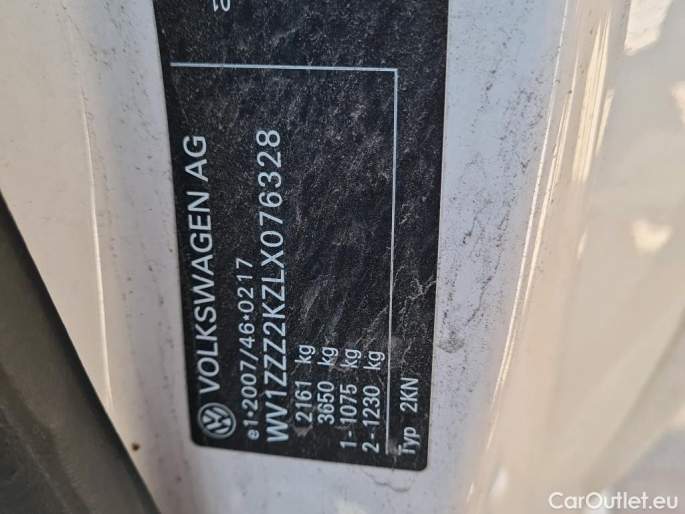 VOLKSWAGEN AG
e1*2007/46*0217
WV1ZZZ2KZLX076328
2161 kg
3650 kg
1-1075 kg
2-1230 kg
Typ 2KN
CarOutlet.eu